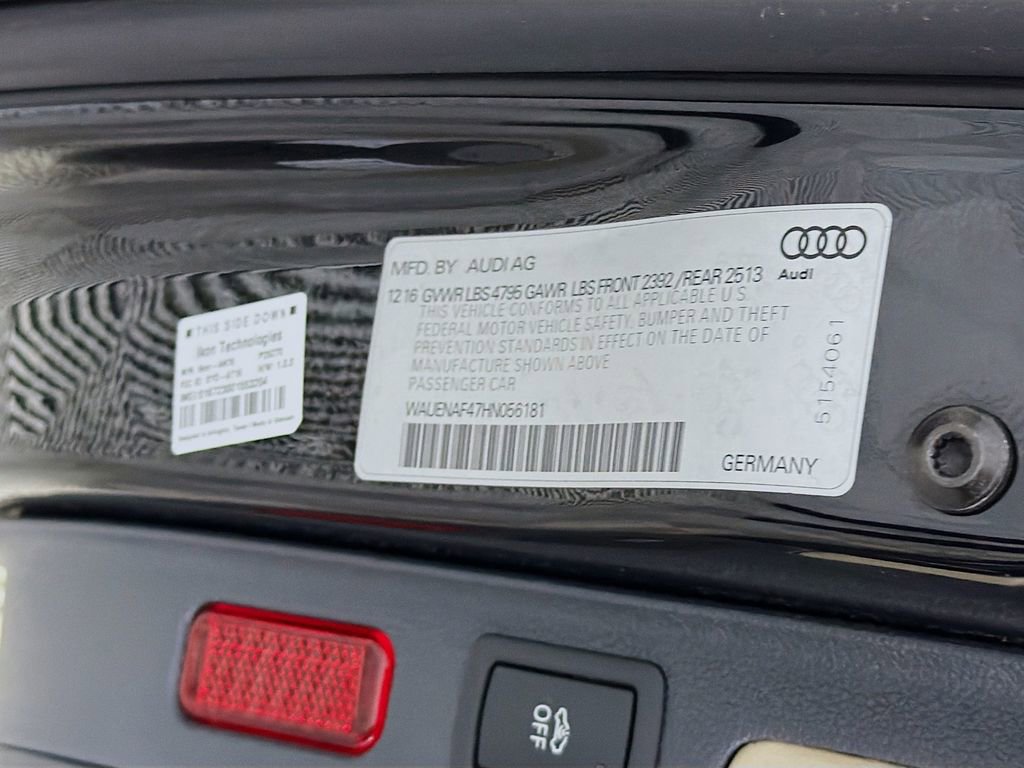 MFD. BY AUDI AG
Audi
12 16 GVWR LBS 4795 GAWR LBS FRONT 2392 / REAR 2513
THIS VEHICLE CONFORMS TO ALL APPLICABLE U S.
FEDERAL MOTOR VEHICLE SAFETY, BUMPER AND THEFT
PREVENTION STANDARDS IN EFFECT ON THE DATE OF
MANUFACTURE SHOWN ABOVE
PASSENGER CAR
WAUENAF47HN056181
GERMANY
5154061
THIS SIDE DOWN
Ikon Technologies
OFF